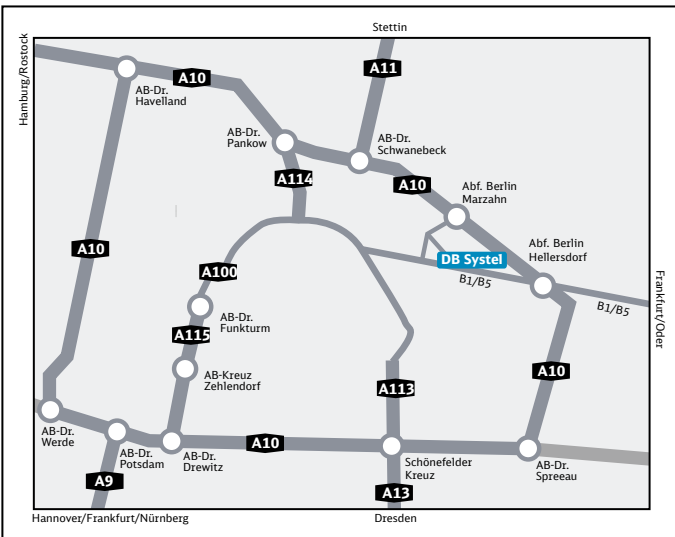 Stettin
Hamburg/Rostock
A11
A10
AB-Dr.
Havelland
AB-Dr.
Pankow
AB-Dr.
Schwanebeck
A114
A10
Abf. Berlin
Marzahn
A10
Abf. Berlin
Hellersdorf
DB Systel
A100
B1/B5
B1/B5
Frankfurt/Oder
AB-Dr.
Funkturm
A115
AB-Kreuz
Zehlendorf
A10
A113
AB-Dr.
Werde
AB-Dr.
Potsdam
AB-Dr.
Drewitz
A10
Schönefelder
Kreuz
AB-Dr.
Spreeau
A9
A13
Hannover/Frankfurt/Nürnberg
Dresden